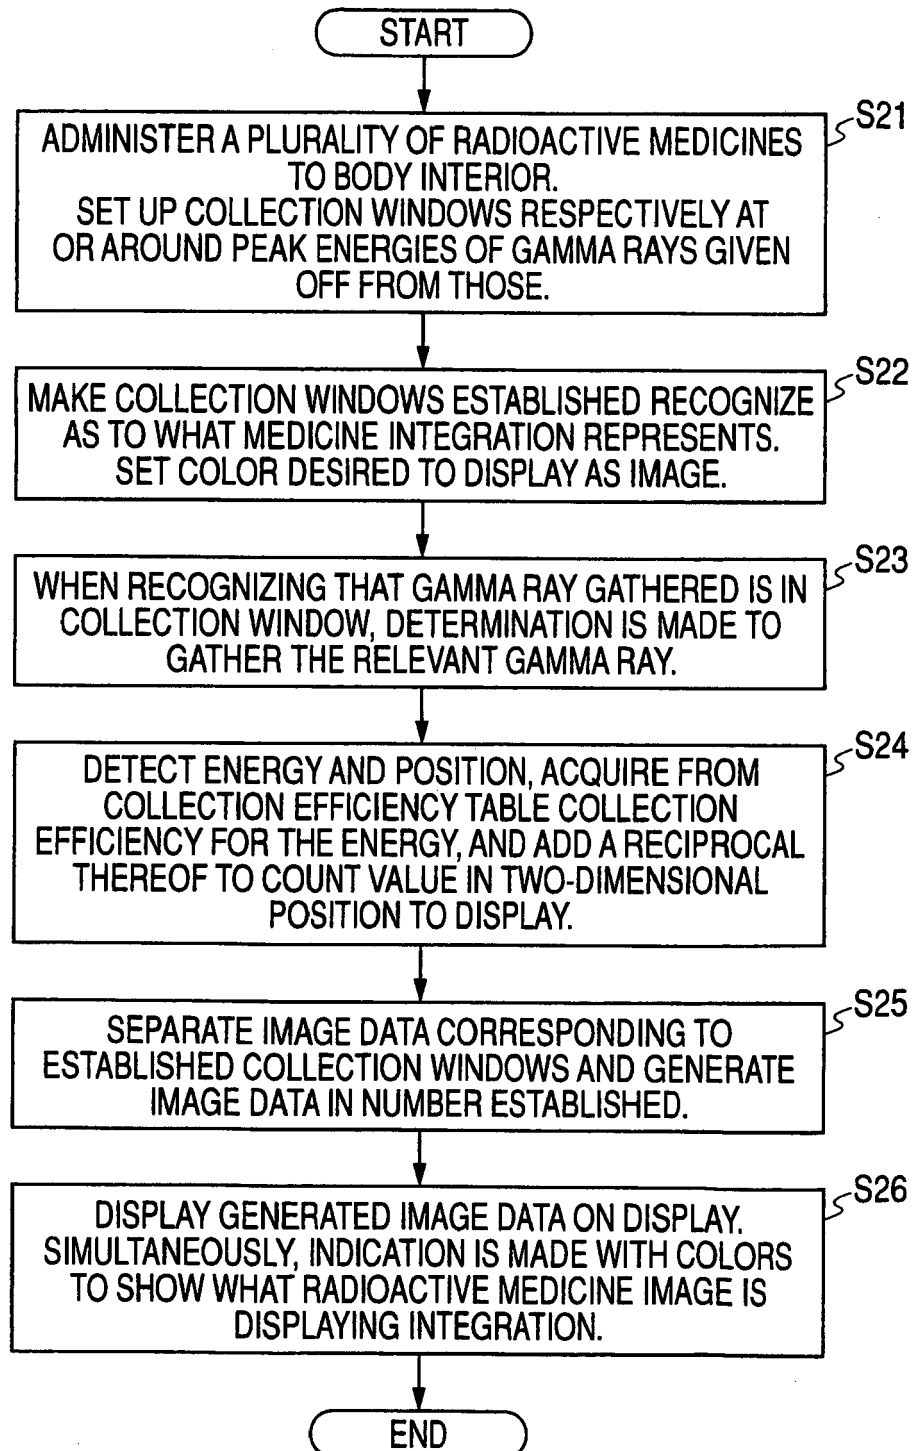 START
S21
ADMINISTER A PLURALITY OF RADIOACTIVE MEDICINES
TO BODY INTERIOR.
SET UP COLLECTION WINDOWS RESPECTIVELY AT
OR AROUND PEAK ENERGIES OF GAMMA RAYS GIVEN
OFF FROM THOSE.
S22
MAKE COLLECTION WINDOWS ESTABLISHED RECOGNIZE
AS TO WHAT MEDICINE INTEGRATION REPRESENTS.
SET COLOR DESIRED TO DISPLAY AS IMAGE.
S23
WHEN RECOGNIZING THAT GAMMA RAY GATHERED IS IN
COLLECTION WINDOW, DETERMINATION IS MADE TO
GATHER THE RELEVANT GAMMA RAY.
S24
DETECT ENERGY AND POSITION, ACQUIRE FROM
COLLECTION EFFICIENCY TABLE COLLECTION
EFFICIENCY FOR THE ENERGY, AND ADD A RECIPROCAL
THEREOF TO COUNT VALUE IN TWO-DIMENSIONAL
POSITION TO DISPLAY.
S25
SEPARATE IMAGE DATA CORRESPONDING TO
ESTABLISHED COLLECTION WINDOWS AND GENERATE
IMAGE DATA IN NUMBER ESTABLISHED.
S26
DISPLAY GENERATED IMAGE DATA ON DISPLAY.
SIMULTANEOUSLY, INDICATION IS MADE WITH COLORS
TO SHOW WHAT RADIOACTIVE MEDICINE IMAGE IS
DISPLAYING INTEGRATION.
END